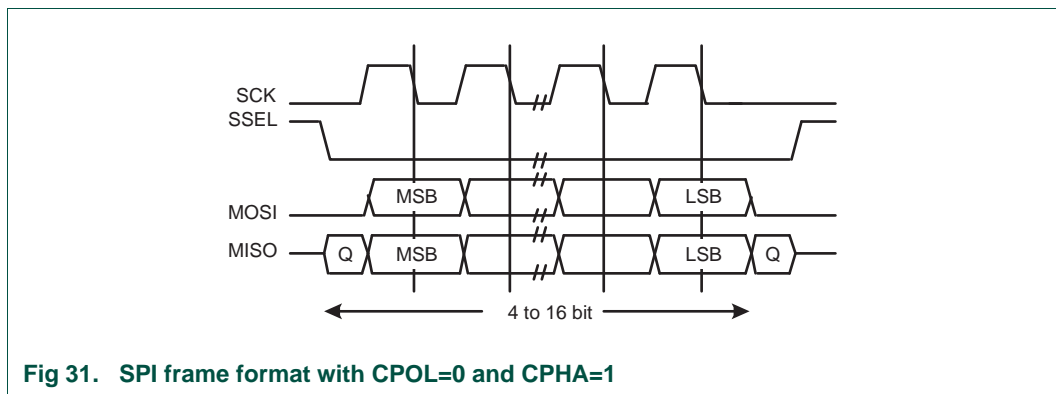 SCK
SSEL
MOSI
MSB
LSB
MISO
Q
MSB
LSB
Q
4 to 16 bit
Fig 31. SPI frame format with CPOL=0 and CPHA=1